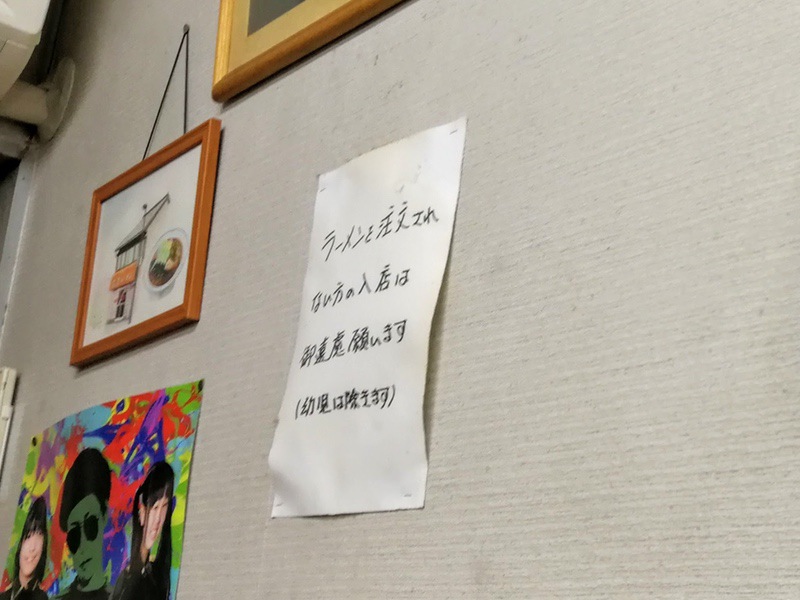 ラーメンを注文され
ない方の入店は
御遠慮願います
(幼児は除きます)